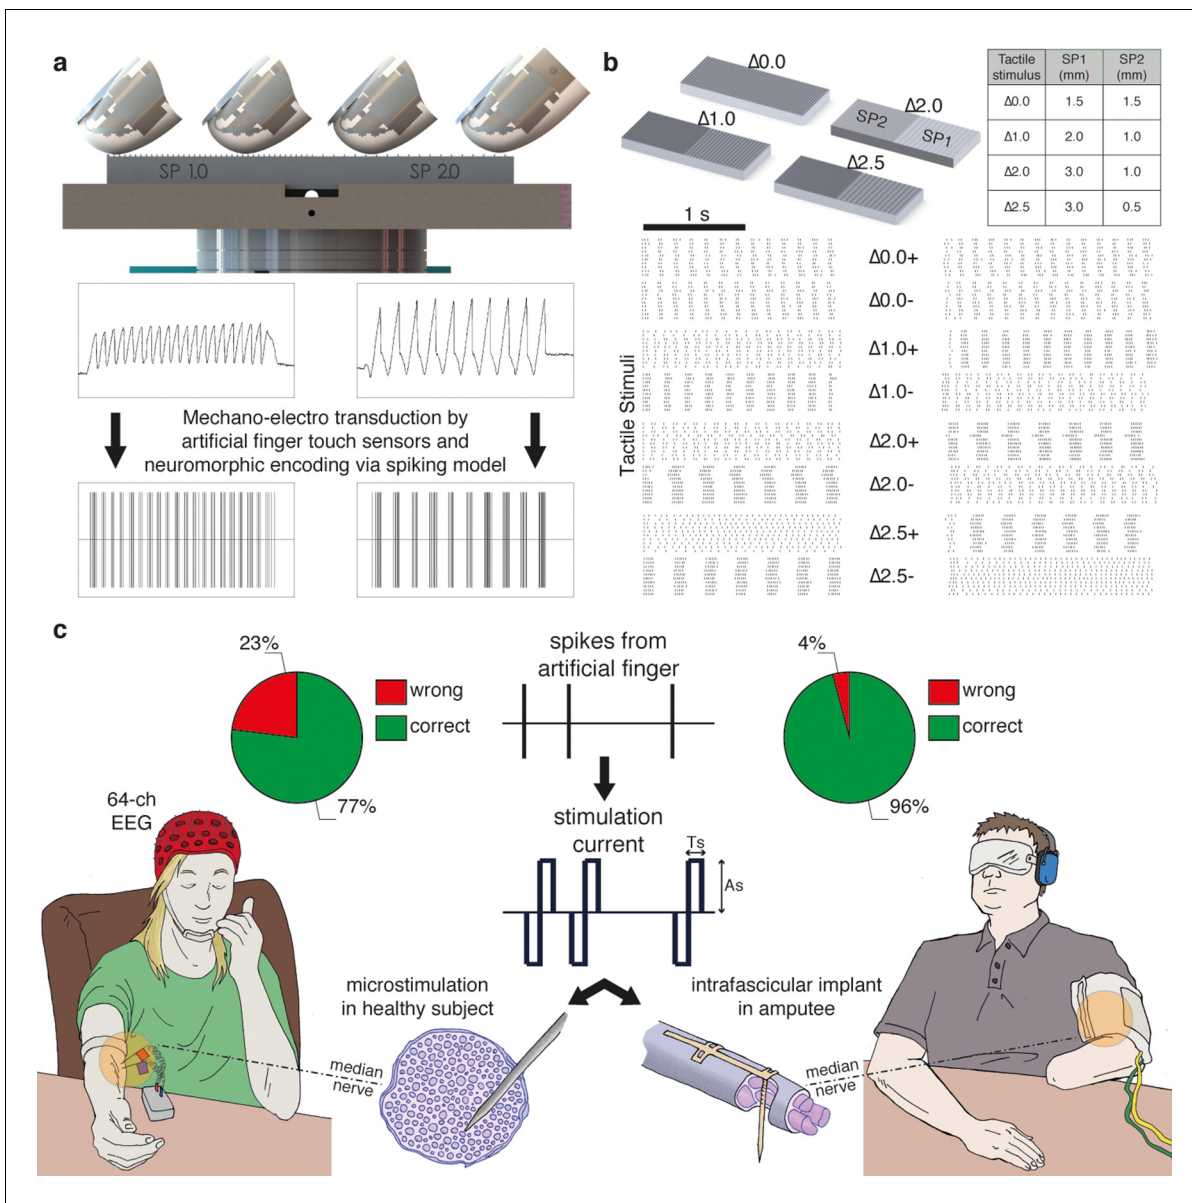 a
SP 1.0
SP 2.0
Mechano-electro transduction by
artificial finger touch sensors and
neuromorphic encoding via spiking model
b
Δ0.0
Δ1.0
Δ2.0
SP2
SP1
Δ2.5
Tactile stimulus SP1 (mm) SP2 (mm)
Δ0.0 1.5 1.5
Δ1.0 2.0 1.0
Δ2.0 3.0 1.0
Δ2.5 3.0 0.5
1 s
Tactile Stimuli
Δ0.0+
Δ0.0-
Δ1.0+
Δ1.0-
Δ2.0+
Δ2.0-
Δ2.5+
Δ2.5-
c
23%
wrong
correct
77%
spikes from
artificial finger
4%
wrong
correct
96%
64-ch
EEG
stimulation
current
Ts
As
microstimulation
in healthy subject
intrafascicular implant
in amputee
median
nerve
median
nerve